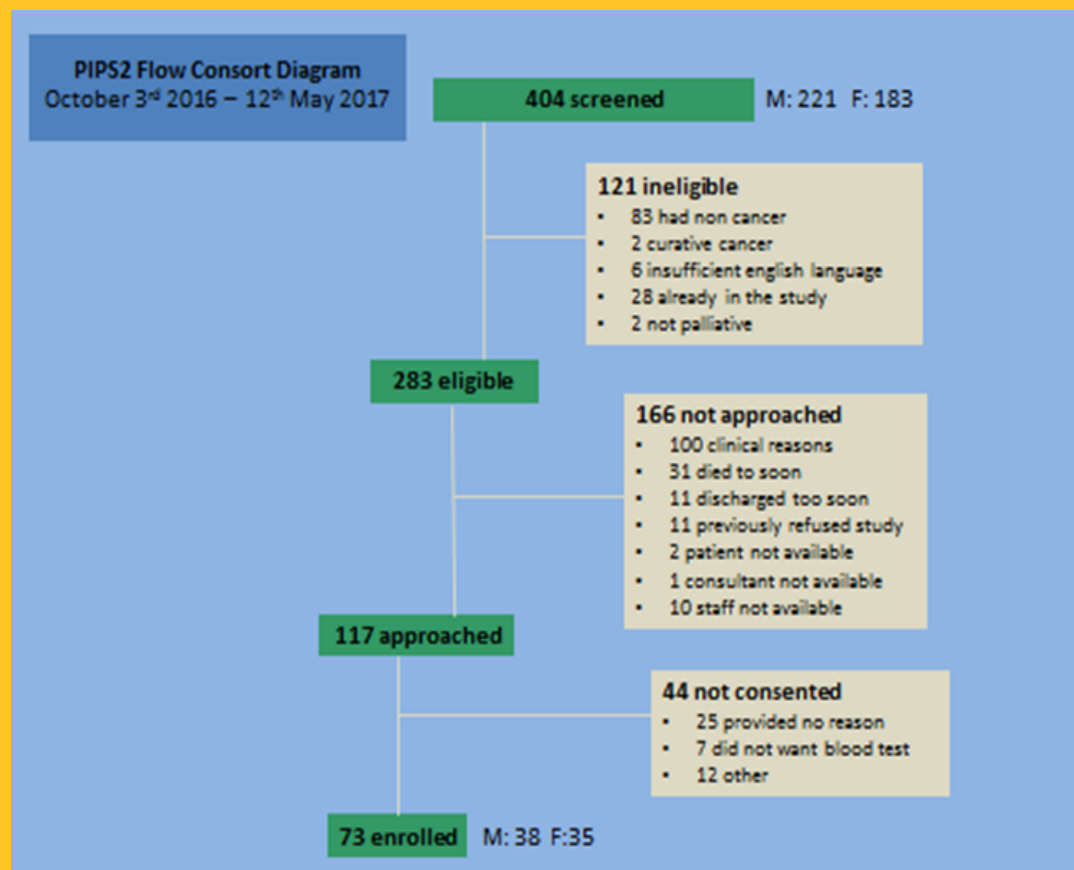 PIPS2 Flow Consort Diagram
October 3rd 2016 – 12th May 2017
404 screened
M: 221 F: 183
121 ineligible
• 83 had non cancer
• 2 curative cancer
• 6 insufficient english language
• 28 already in the study
• 2 not palliative
283 eligible
166 not approached
• 100 clinical reasons
• 31 died to soon
• 11 discharged too soon
• 11 previously refused study
• 2 patient not available
• 1 consultant not available
• 10 staff not available
117 approached
44 not consented
• 25 provided no reason
• 7 did not want blood test
• 12 other
73 enrolled
M: 38 F:35